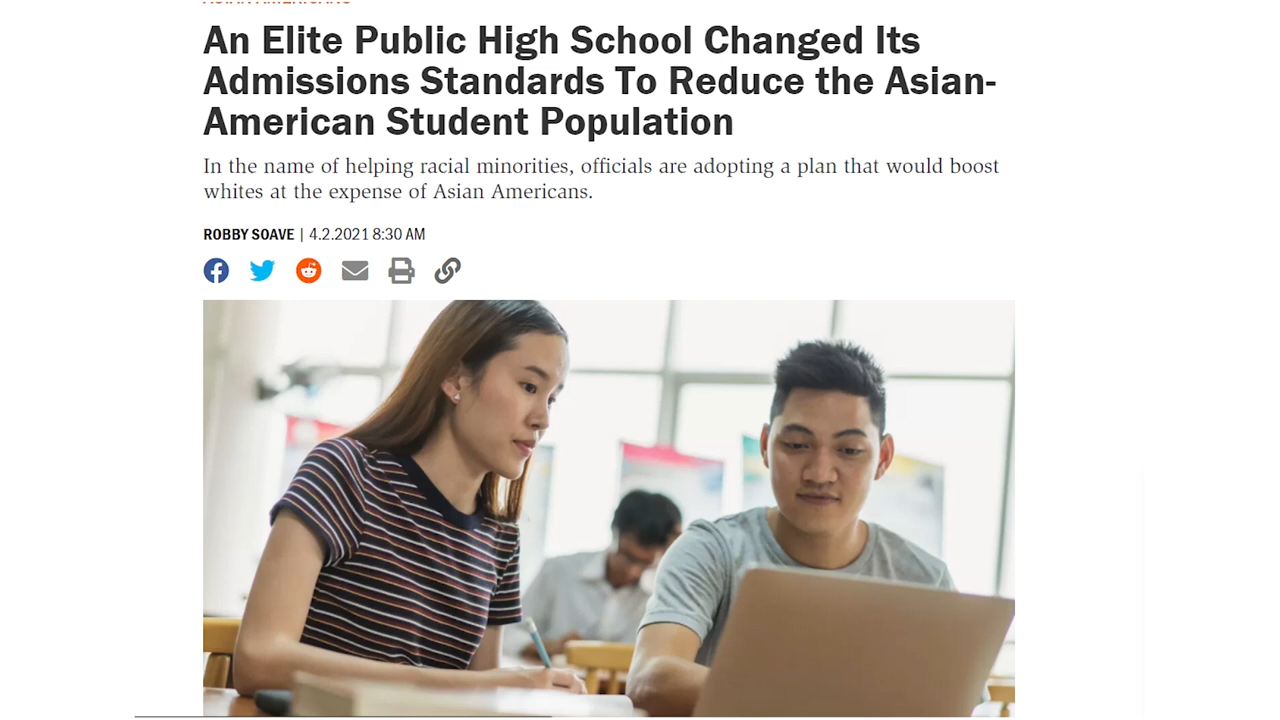 ASIAN AMERICANS
An Elite Public High School Changed Its
Admissions Standards To Reduce the Asian-
American Student Population
In the name of helping racial minorities, officials are adopting a plan that would boost
whites at the expense of Asian Americans.
ROBBY SOAVE | 4.2.2021 8:30 AM